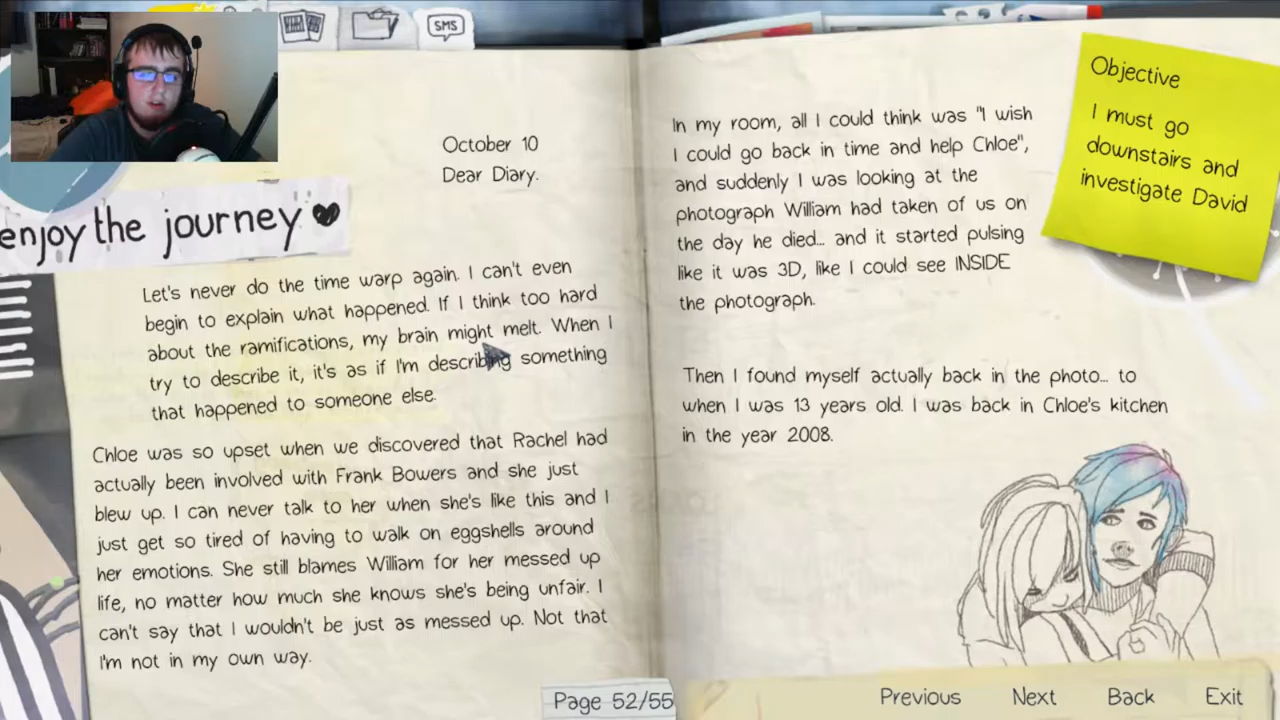 SMS
October 10
Dear Diary.
enjoy the journey
Let's never do the time warp again. I can't even
begin to explain what happened. If I think too hard
about the ramifications, my brain might melt. When I
try to describe it, it's as if I'm describing something
that happened to someone else.
Chloe was so upset when we discovered that Rachel had
actually been involved with Frank Bowers and she just
blew up. I can never talk to her when she's like this and I
just get so tired of having to walk on eggshells around
her emotions. She still blames William for her messed up
life, no matter how much she knows she's being unfair. I
can't say that I wouldn't be just as messed up. Not that
I'm not in my own way.
In my room, all I could think was "I wish
I could go back in time and help Chloe",
and suddenly I was looking at the
photograph William had taken of us on
the day he died... and it started pulsing
like it was 3D, like I could see INSIDE
the photograph.
Then I found myself actually back in the photo... to
when I was 13 years old. I was back in Chloe's kitchen
in the year 2008.
Objective
I must go
downstairs and
investigate David
Page 52/55
Previous
Next
Back
Exit